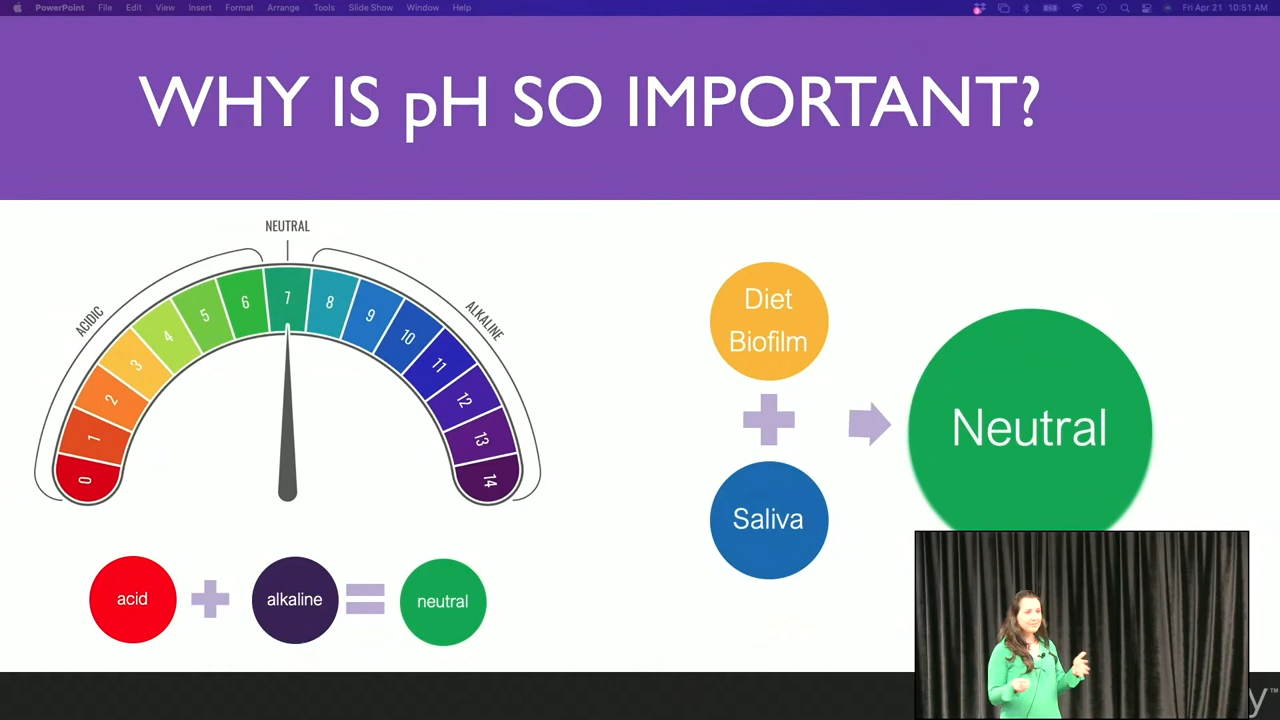 PowerPoint File Edit View Insert Format Arrange Tools Slide Show Window Help
Fri Apr 21 10:51 AM
WHY IS pH SO IMPORTANT?
NEUTRAL
ACIDIC
ALKALINE
0 1 2 3 4 5 6 7 8 9 10 11 12 13 14
Diet
Biofilm
Saliva
Neutral
acid
alkaline
neutral
y™